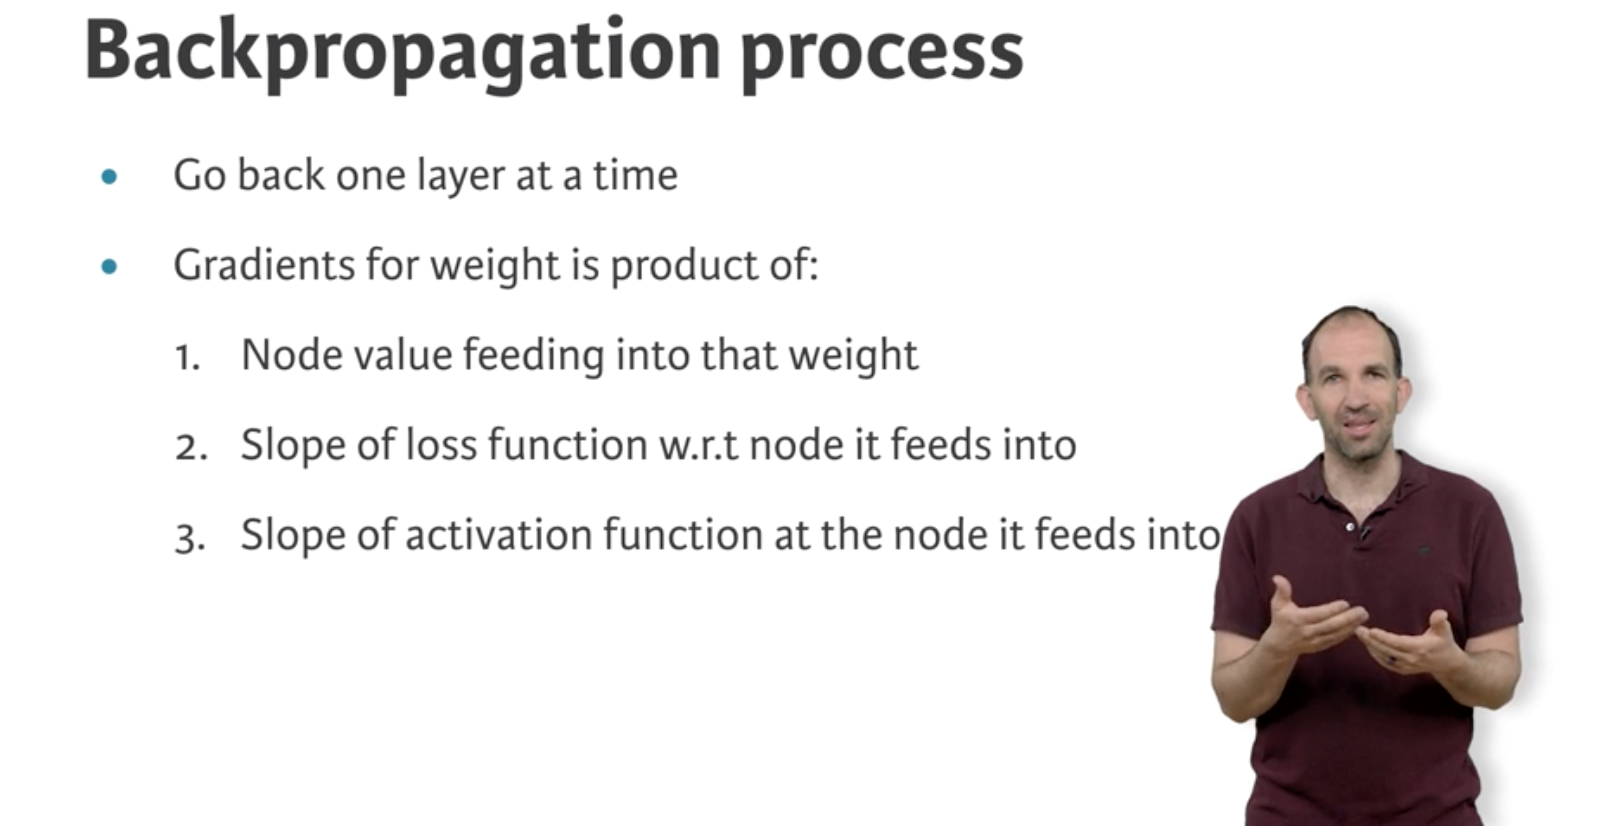 Backpropagation process
• Go back one layer at a time
• Gradients for weight is product of:
1. Node value feeding into that weight
2. Slope of loss function w.r.t node it feeds into
3. Slope of activation function at the node it feeds into